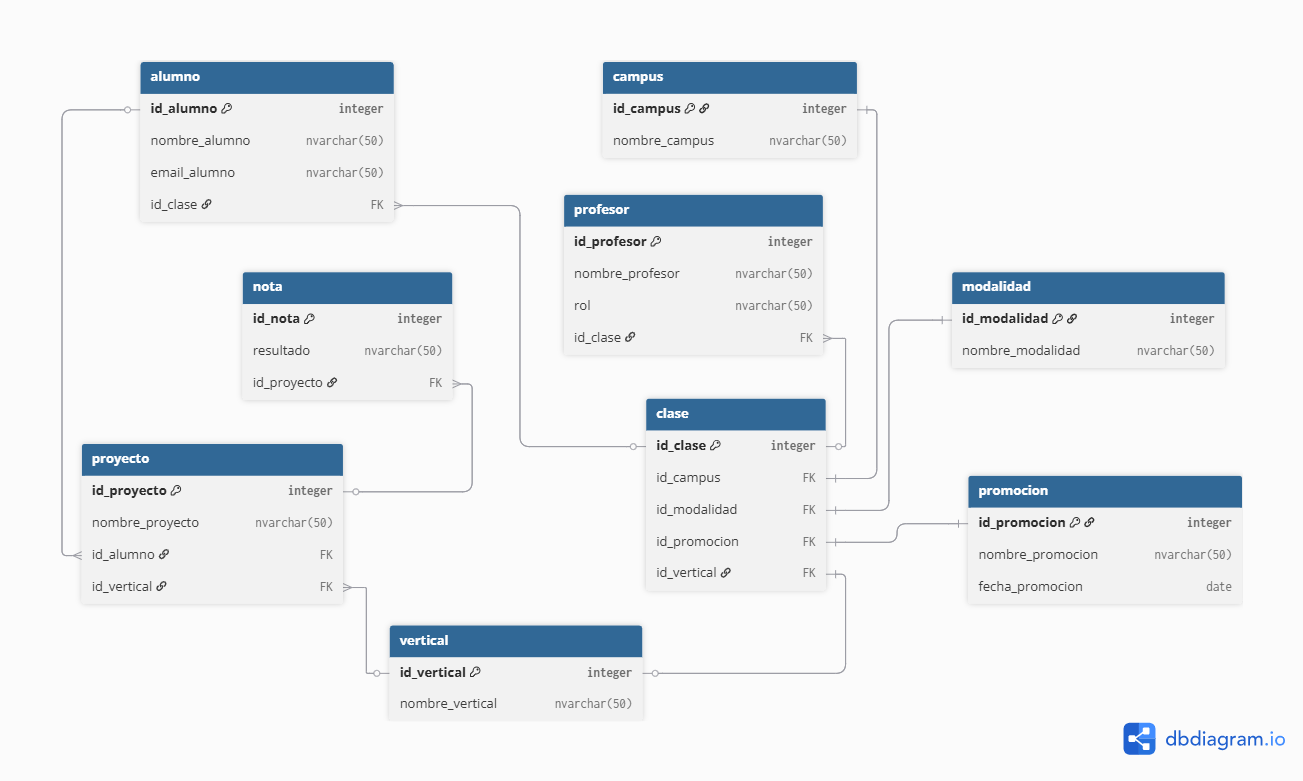 alumno
id_alumno integer
nombre_alumno nvarchar(50)
email_alumno nvarchar(50)
id_clase FK
campus
id_campus integer
nombre_campus nvarchar(50)
profesor
id_profesor integer
nombre_profesor nvarchar(50)
rol nvarchar(50)
id_clase FK
nota
id_nota integer
resultado nvarchar(50)
id_proyecto FK
modalidad
id_modalidad integer
nombre_modalidad nvarchar(50)
clase
id_clase integer
id_campus FK
id_modalidad FK
id_promocion FK
id_vertical FK
proyecto
id_proyecto integer
nombre_proyecto nvarchar(50)
id_alumno FK
id_vertical FK
promocion
id_promocion integer
nombre_promocion nvarchar(50)
fecha_promocion date
vertical
id_vertical integer
nombre_vertical nvarchar(50)
dbdiagram.io